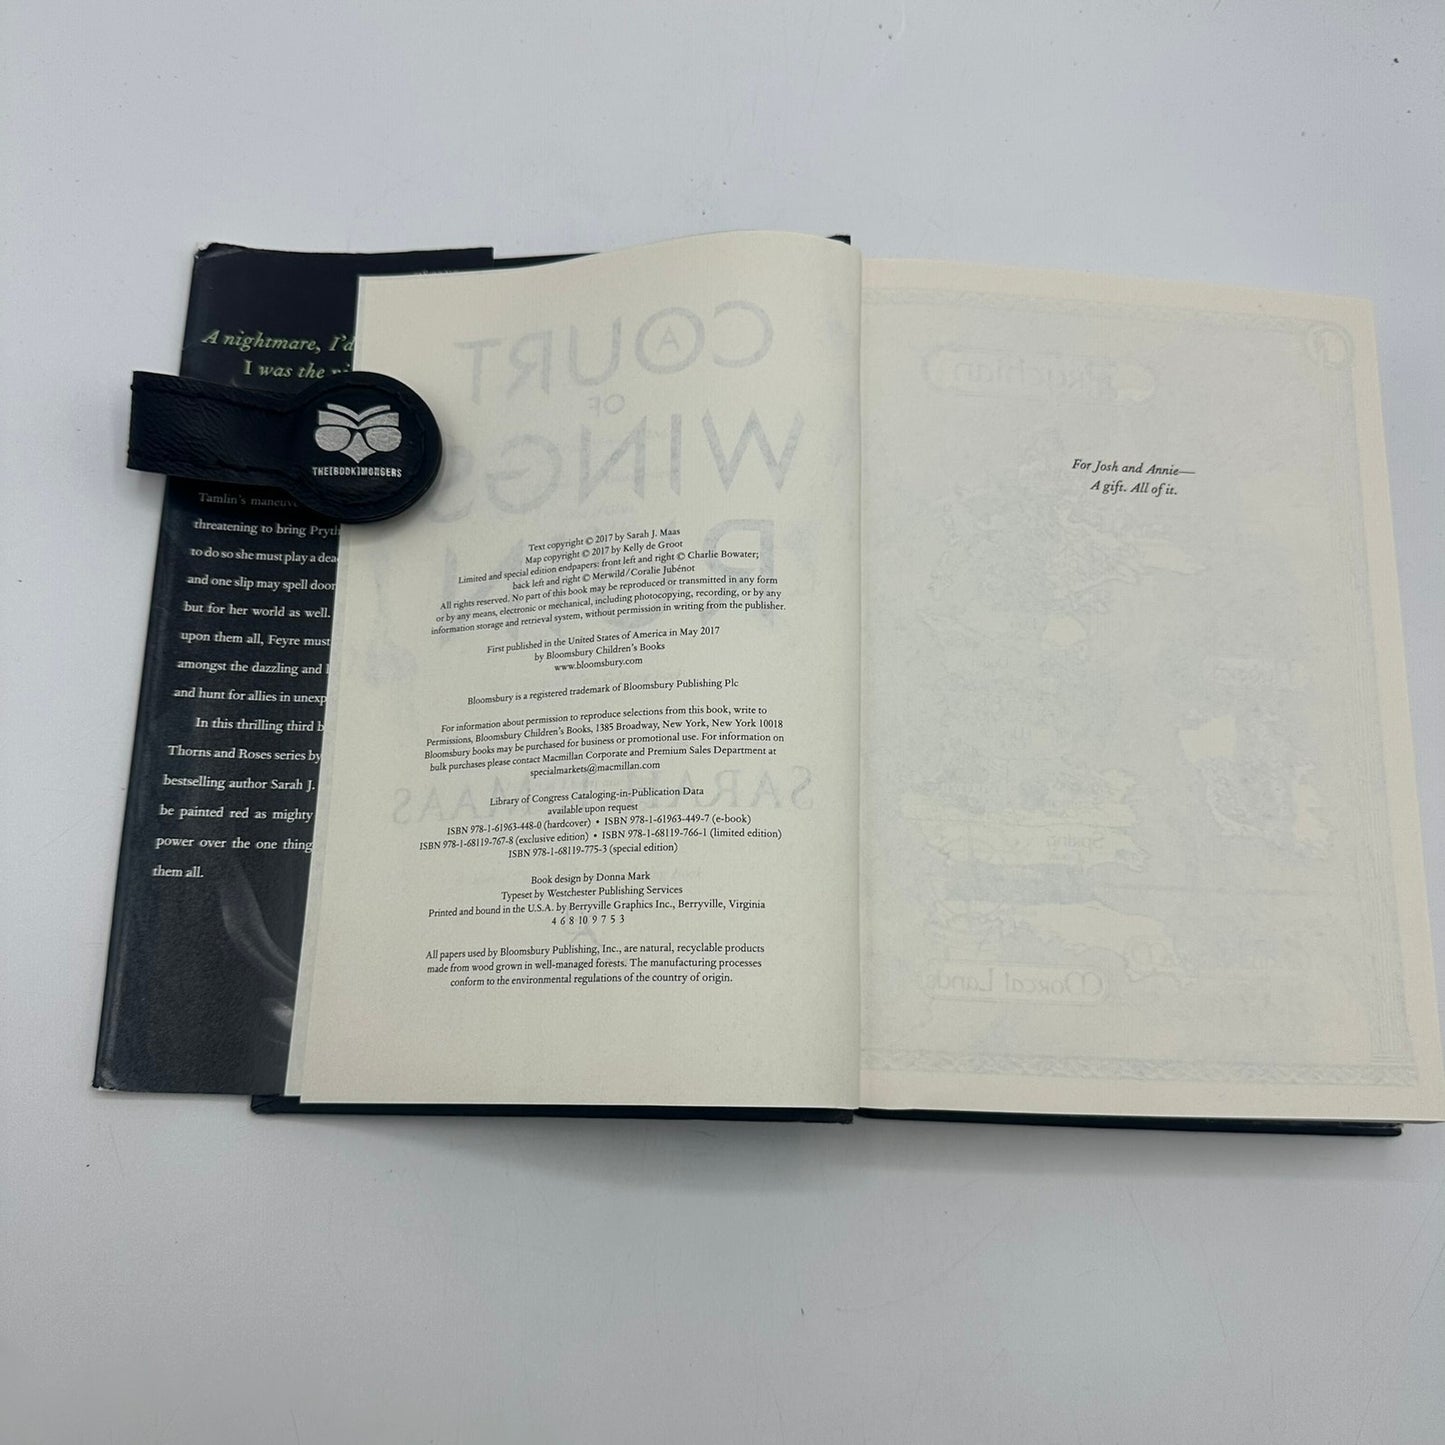 A nightmare, I'd
I was the
THE[BOOK]MONGERS
Tamlin's
threatening to bring
to do so she must play a
and one slip may spell
but for her world as well.
upon them all, Feyre must
amongst the dazzling and
and hunt for allies in
In this thrilling third
Thorns and Roses series by
bestselling author Sarah J.
be painted red as mighty
power over the one thing
them all.
A
COURT
OF
WINGS
SARAH J. MAAS
Text copyright © 2017 by Sarah J. Maas
Map copyright © 2017 by Kelly de Groot
Limited and special edition endpapers: front left and right © Charlie Bowater;
back left and right © Merwild/Coralie Jubénot
All rights reserved. No part of this book may be reproduced or transmitted in any form
or by any means, electronic or mechanical, including photocopying, recording, or by any
information storage and retrieval system, without permission in writing from the publisher.
First published in the United States of America in May 2017
by Bloomsbury Children's Books
www.bloomsbury.com
Bloomsbury is a registered trademark of Bloomsbury Publishing Plc
For information about permission to reproduce selections from this book, write to
Permissions, Bloomsbury Children's Books, 1385 Broadway, New York, New York 10018
Bloomsbury books may be purchased for business or promotional use. For information on
bulk purchases please contact Macmillan Corporate and Premium Sales Department at
specialmarkets@macmillan.com
Library of Congress Cataloging-in-Publication Data
available upon request
ISBN 978-1-61963-448-0 (hardcover) • ISBN 978-1-61963-449-7 (e-book)
ISBN 978-1-68119-767-8 (exclusive edition) • ISBN 978-1-68119-766-1 (limited edition)
ISBN 978-1-68119-775-3 (special edition)
Book design by Donna Mark
Typeset by Westchester Publishing Services
Printed and bound in the U.S.A. by Berryville Graphics Inc., Berryville, Virginia
4 6 8 10 9 7 5 3
All papers used by Bloomsbury Publishing, Inc., are natural, recyclable products
made from wood grown in well-managed forests. The manufacturing processes
conform to the environmental regulations of the country of origin.
For Josh and Annie—
A gift. All of it.
Spring
Mortal Lands